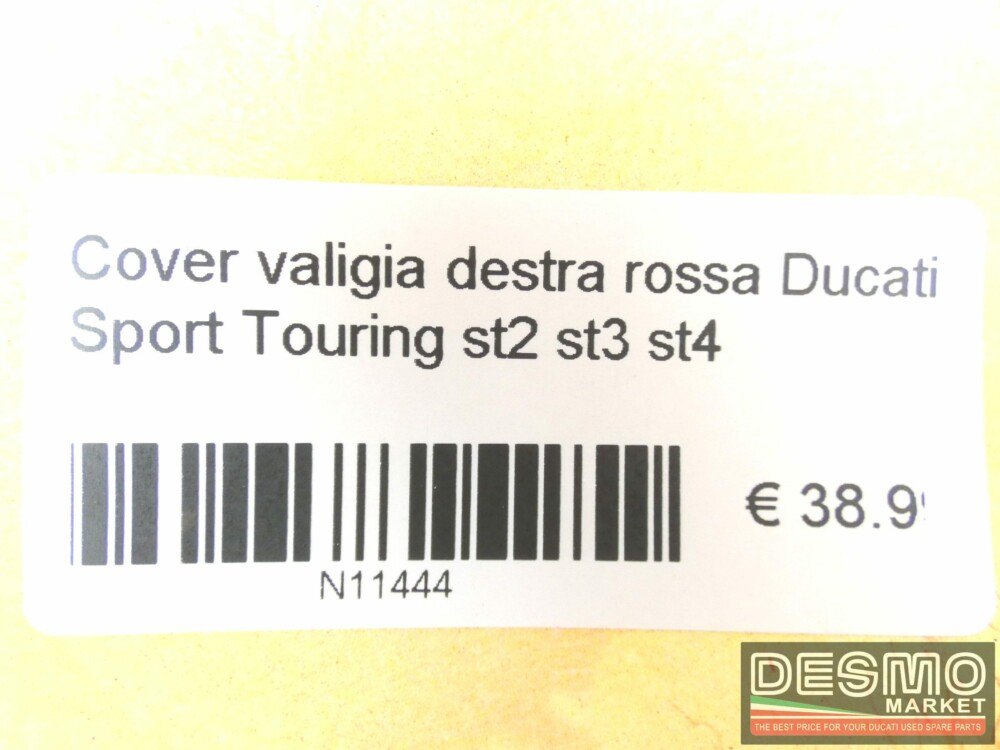 Cover valigia destra rossa Ducati
Sport Touring st2 st3 st4
€ 38.9
N11444
DESMO
MARKET
THE BEST PRICE FOR YOUR DUCATI USED SPARE PARTS